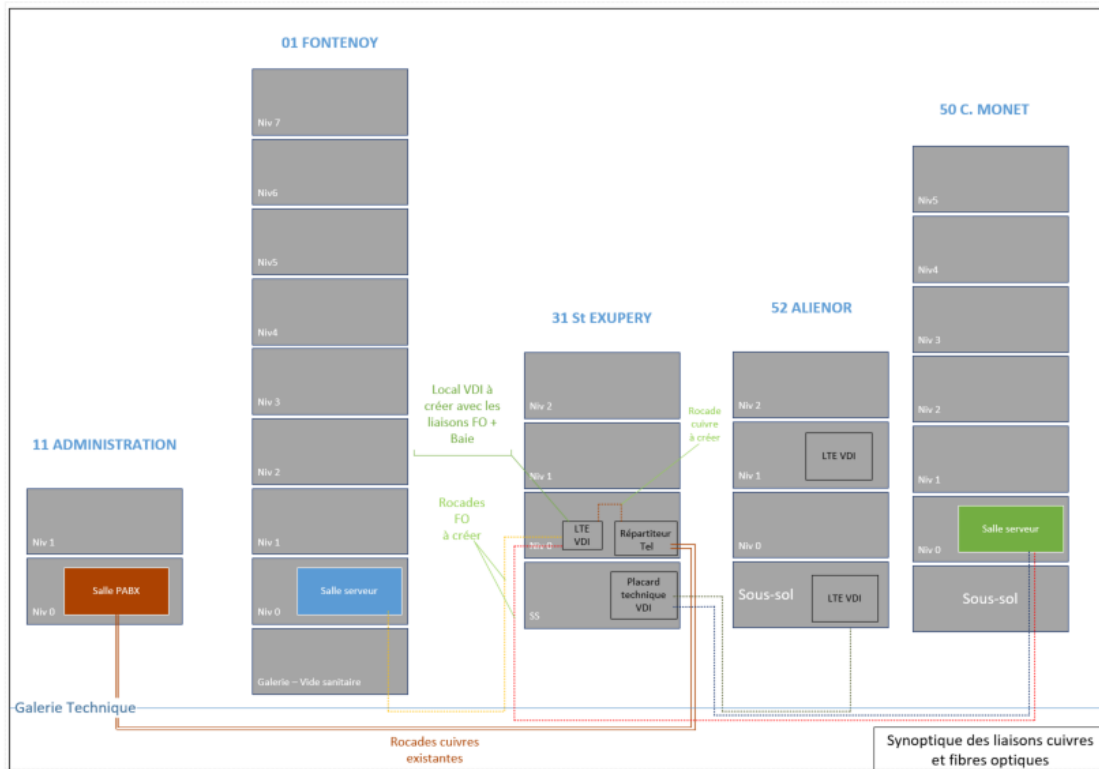 01 FONTENOY
Niv 7
Niv6
Niv5
Niv4
Niv 3
Niv 2
Niv 1
Salle serveur
Niv 0
Galerie – Vide sanitaire
50 C. MONET
Niv5
Niv4
Niv 3
Niv 2
Niv 1
Salle serveur
Niv 0
Sous-sol
31 St EXUPERY
Niv 2
Niv 1
LTE
VDI
Répartiteur
Tel
Niv 0
Placard
technique
VDI
SS
52 ALIENOR
Niv 2
LTE VDI
Niv 1
Niv 0
Sous-sol
LTE VDI
Local VDI à
créer avec les
liaisons FO +
Baie
Rocade
cuivre
à créer
Rocades
FO
à créer
11 ADMINISTRATION
Niv 1
Salle PABX
Niv 0
Galerie Technique
Rocades cuivres
existantes
Synoptique des liaisons cuivres
et fibres optiques